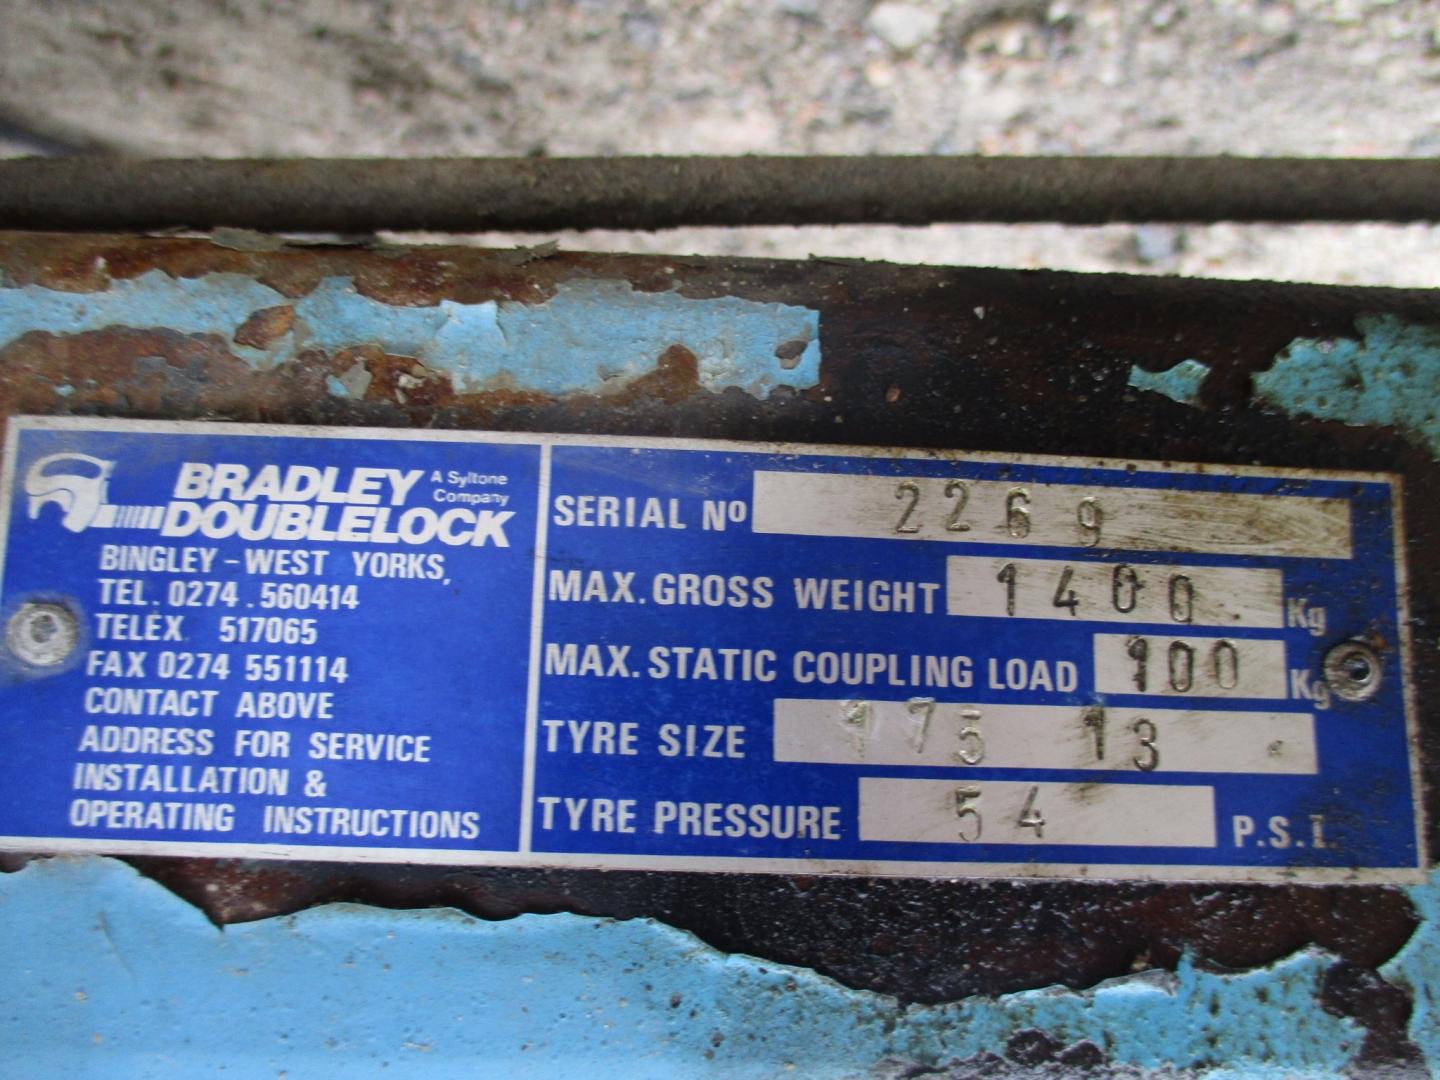 BRADLEY A Syltone
DOUBLELOCK Company
BINGLEY - WEST YORKS,
TEL. 0274 . 560414
TELEX 517065
FAX 0274 551114
CONTACT ABOVE
ADDRESS FOR SERVICE
INSTALLATION &
OPERATING INSTRUCTIONS
SERIAL Nº 2269
MAX. GROSS WEIGHT 1400 Kg
MAX. STATIC COUPLING LOAD 100 Kg
TYRE SIZE 175 13
TYRE PRESSURE 54 P.S.I.